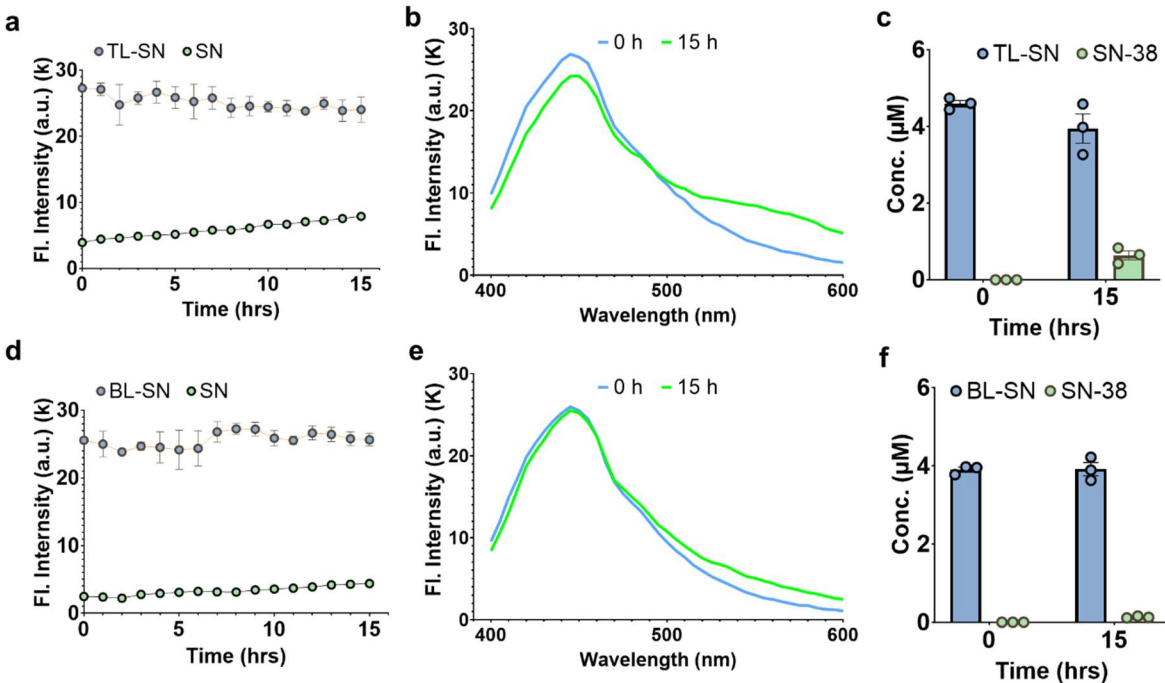 a
TL-SN SN
Fl. Internsity (a.u.) (k)
30
20
10
0
0 5 10 15
Time (hrs)
b
0 h 15 h
Fl. Internsity (a.u.) (K)
30
20
10
0
400 500 600
Wavelength (nm)
c
TL-SN SN-38
Conc. (µM)
6
4
2
0
0 15
Time (hrs)
d
BL-SN SN
Fl. Internsity (a.u.) (k)
30
20
10
0
0 5 10 15
Time (hrs)
e
0 h 15 h
Fl. Internsity (a.u.) (K)
30
20
10
0
400 500 600
Wavelength (nm)
f
BL-SN SN-38
Conc. (µM)
6
4
2
0
0 15
Time (hrs)